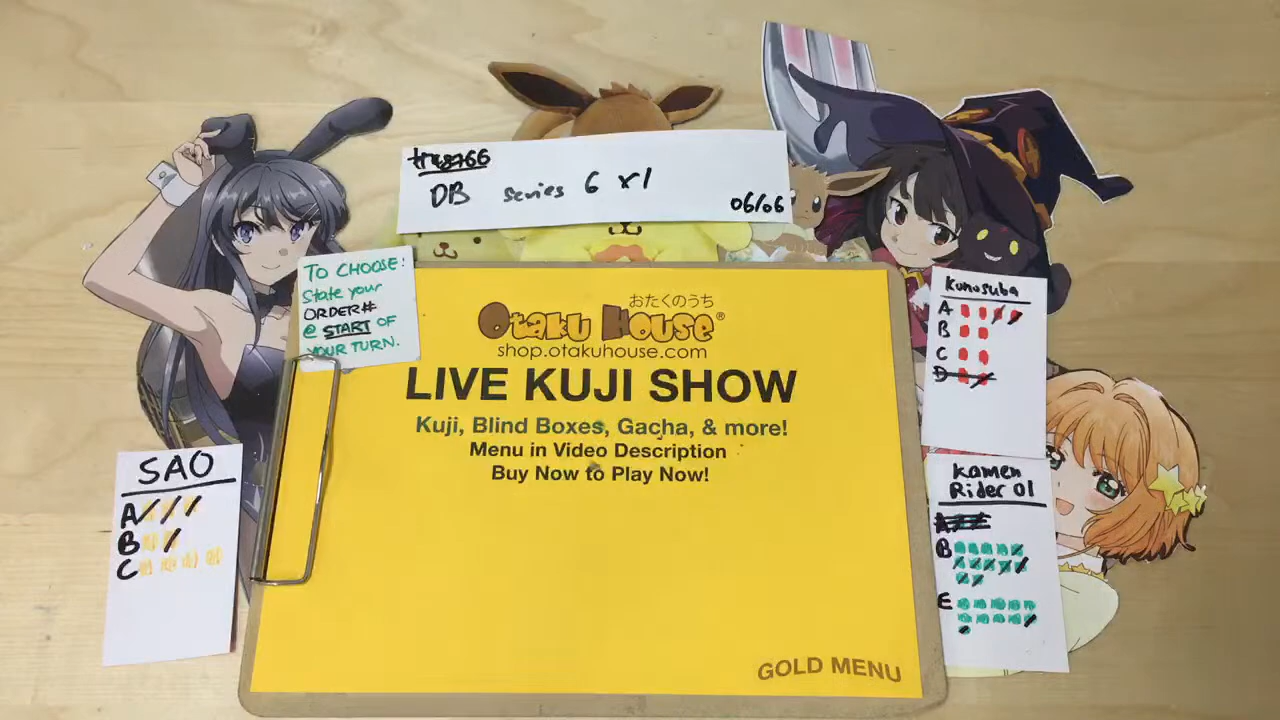 DB series 6 x1
06/06
TO CHOOSE!
State your
ORDER#
@ START OF
YOUR TURN.
おたくのうち
Otaku House®
shop.otakuhouse.com
LIVE KUJI SHOW
Kuji, Blind Boxes, Gacha, & more!
Menu in Video Description
Buy Now to Play Now!
GOLD MENU
SAO
A
B
C
Konosuba
A
B
C
D
Kamen
Rider 01
A
B
E